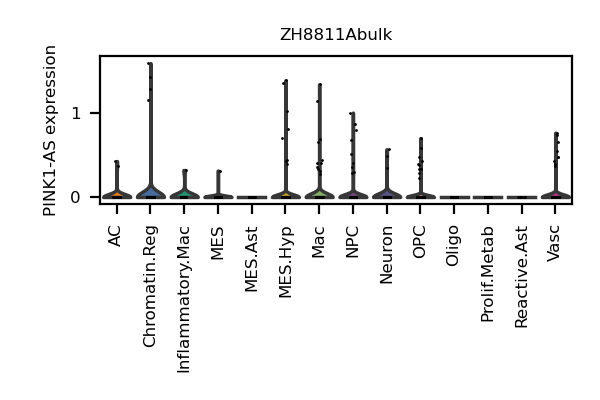 ZH8811Abulk
PINK1-AS expression
1
0
AC
Chromatin.Reg
Inflammatory.Mac
MES
MES.Ast
MES.Hyp
Mac
NPC
Neuron
OPC
Oligo
Prolif.Metab
Reactive.Ast
Vasc